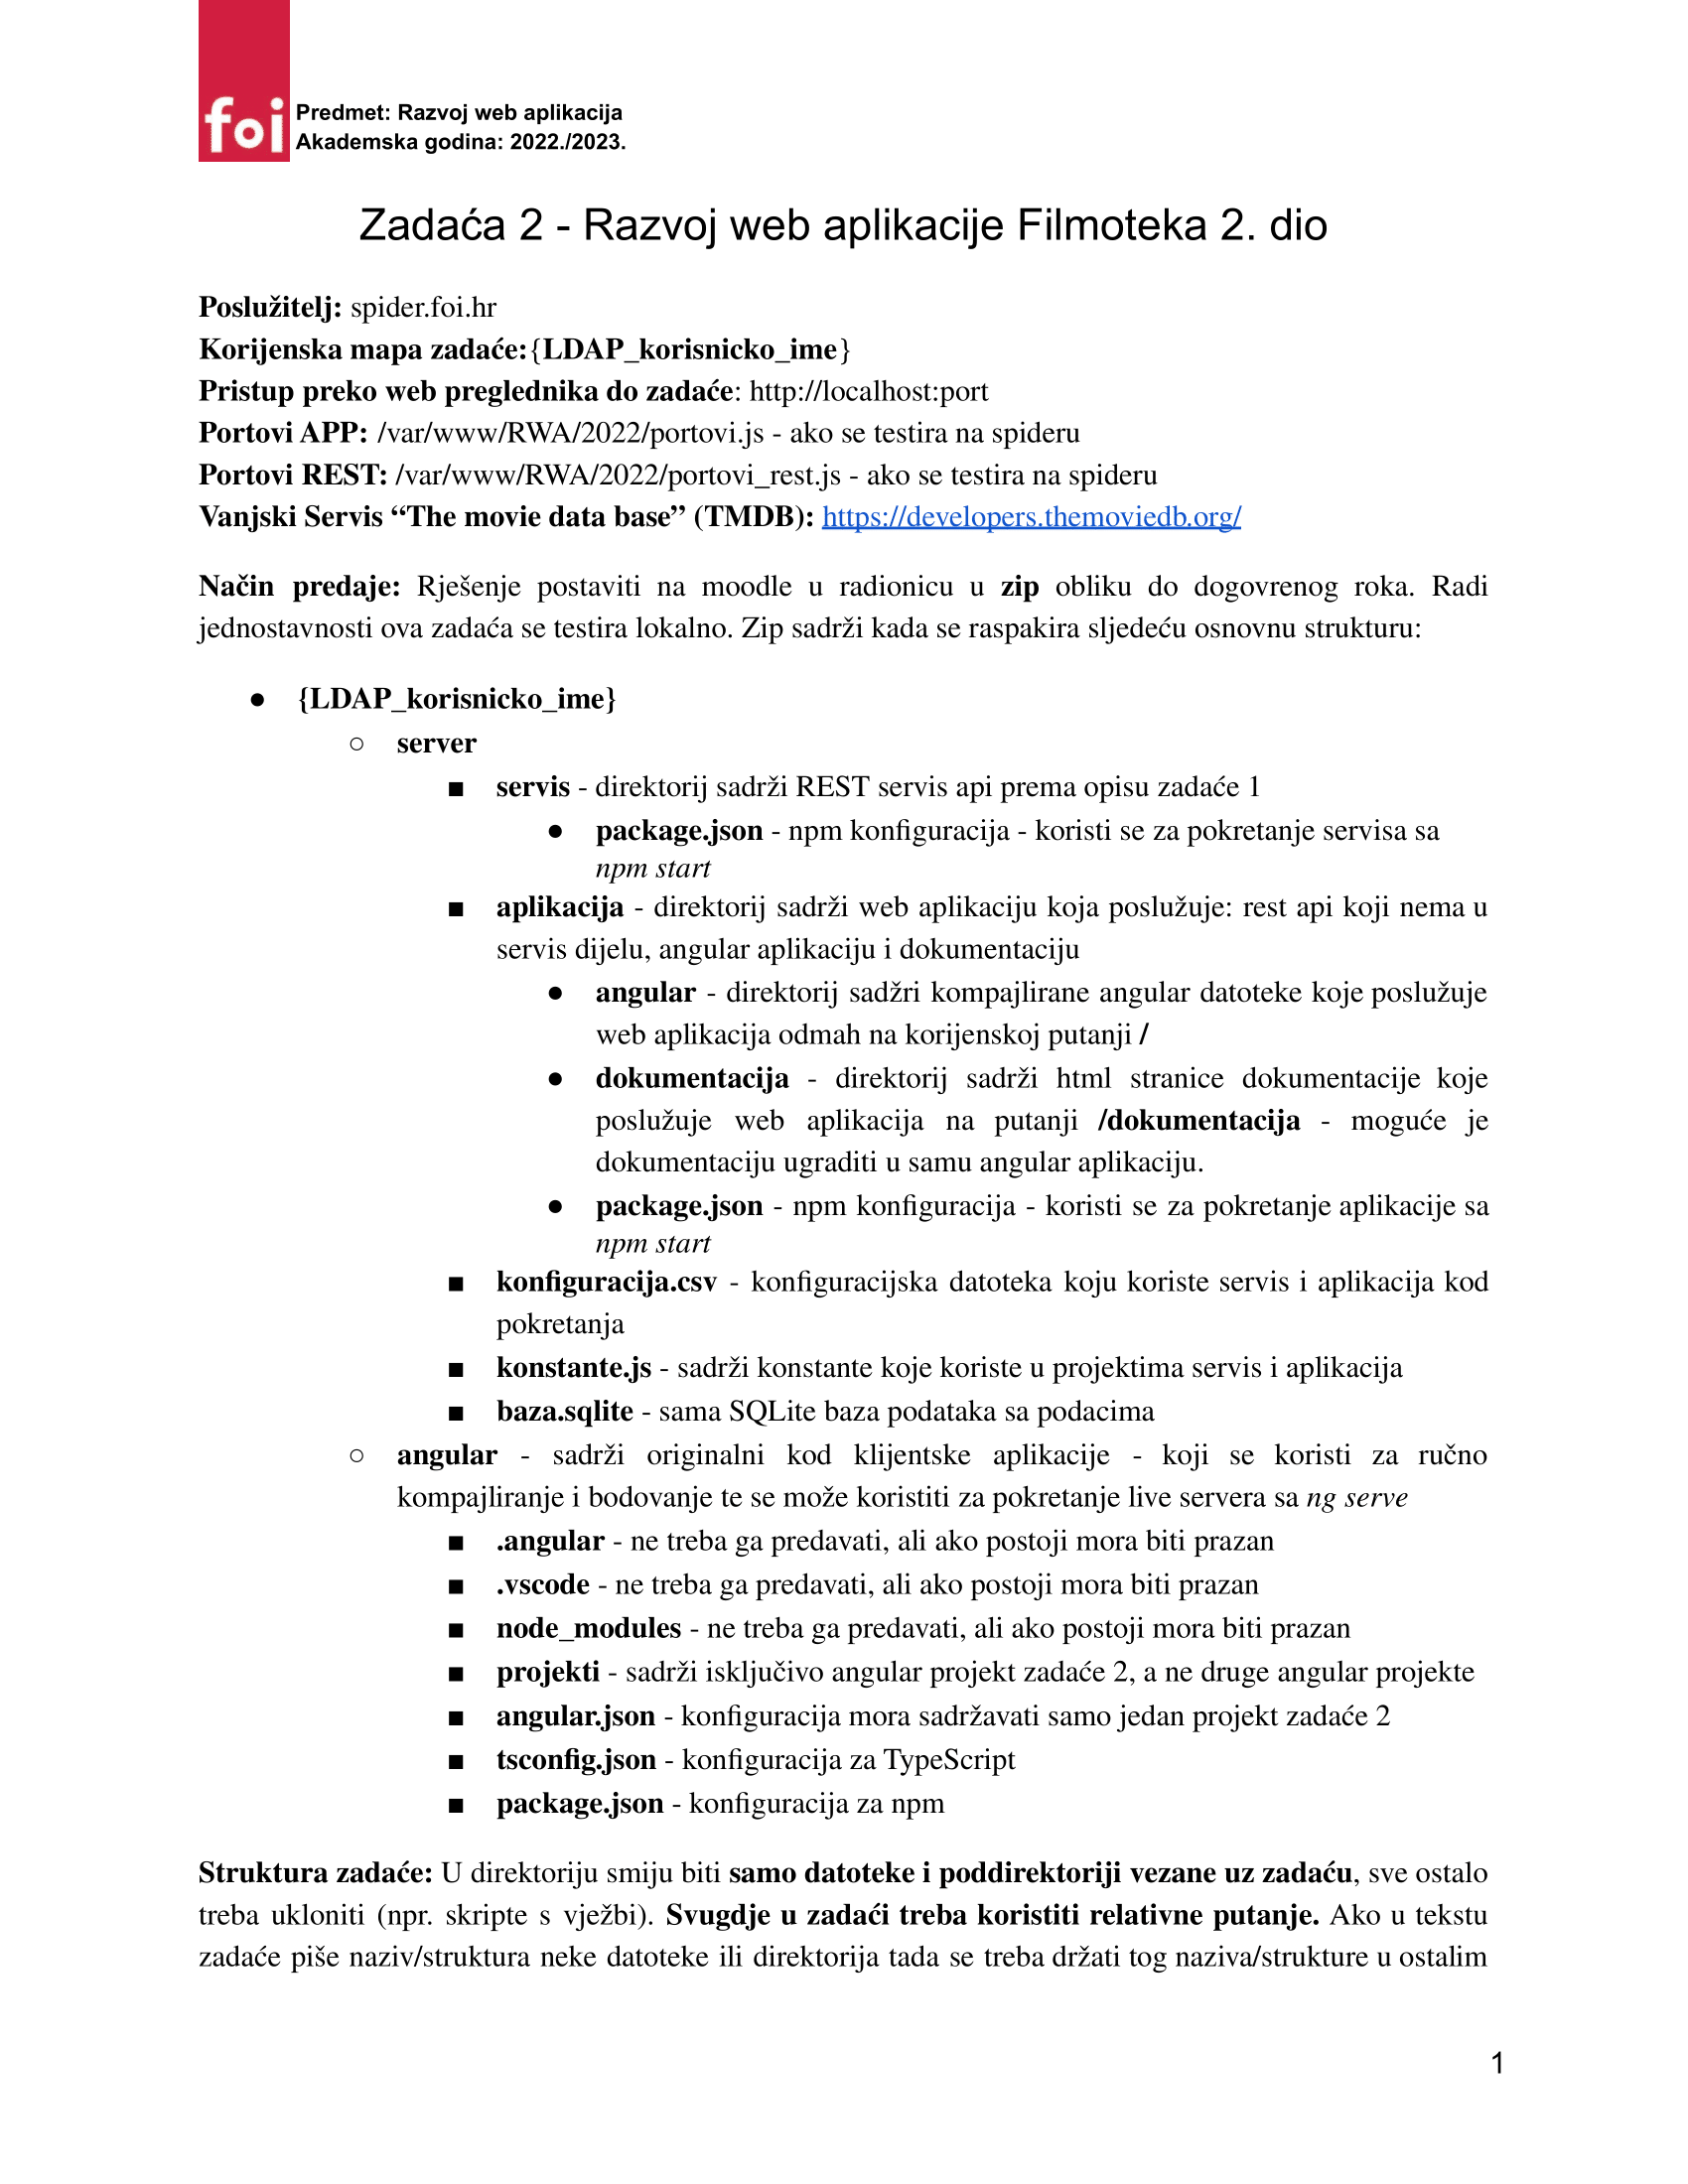 foi
Predmet: Razvoj web aplikacija
Akademska godina: 2022./2023.
Zadaća 2 - Razvoj web aplikacije Filmoteka 2. dio
Poslužitelj: spider.foi.hr
Korijenska mapa zadaće:{LDAP_korisnicko_ime}
Pristup preko web preglednika do zadaće: http://localhost:port
Portovi APP: /var/www/RWA/2022/portovi.js - ako se testira na spideru
Portovi REST: /var/www/RWA/2022/portovi_rest.js - ako se testira na spideru
Vanjski Servis “The movie data base” (TMDB): https://developers.themoviedb.org/
Način predaje: Rješenje postaviti na moodle u radionicu u zip obliku do dogovrenog roka. Radi
jednostavnosti ova zadaća se testira lokalno. Zip sadrži kada se raspakira sljedeću osnovnu strukturu:
● {LDAP_korisnicko_ime}
○ server
■ servis - direktorij sadrži REST servis api prema opisu zadaće 1
● package.json - npm konfiguracija - koristi se za pokretanje servisa sa
npm start
■ aplikacija - direktorij sadrži web aplikaciju koja poslužuje: rest api koji nema u
servis dijelu, angular aplikaciju i dokumentaciju
● angular - direktorij sadžri kompajlirane angular datoteke koje poslužuje
web aplikacija odmah na korijenskoj putanji /
● dokumentacija - direktorij sadrži html stranice dokumentacije koje
poslužuje web aplikacija na putanji /dokumentacija - moguće je
dokumentaciju ugraditi u samu angular aplikaciju.
● package.json - npm konfiguracija - koristi se za pokretanje aplikacije sa
npm start
■ konfiguracija.csv - konfiguracijska datoteka koju koriste servis i aplikacija kod
pokretanja
■ konstante.js - sadrži konstante koje koriste u projektima servis i aplikacija
■ baza.sqlite - sama SQLite baza podataka sa podacima
○ angular - sadrži originalni kod klijentske aplikacije - koji se koristi za ručno
kompajliranje i bodovanje te se može koristiti za pokretanje live servera sa ng serve
■ .angular - ne treba ga predavati, ali ako postoji mora biti prazan
■ .vscode - ne treba ga predavati, ali ako postoji mora biti prazan
■ node_modules - ne treba ga predavati, ali ako postoji mora biti prazan
■ projekti - sadrži isključivo angular projekt zadaće 2, a ne druge angular projekte
■ angular.json - konfiguracija mora sadržavati samo jedan projekt zadaće 2
■ tsconfig.json - konfiguracija za TypeScript
■ package.json - konfiguracija za npm
Struktura zadaće: U direktoriju smiju biti samo datoteke i poddirektoriji vezane uz zadaću, sve ostalo
treba ukloniti (npr. skripte s vježbi). Svugdje u zadaći treba koristiti relativne putanje. Ako u tekstu
zadaće piše naziv/struktura neke datoteke ili direktorija tada se treba držati tog naziva/strukture u ostalim
1